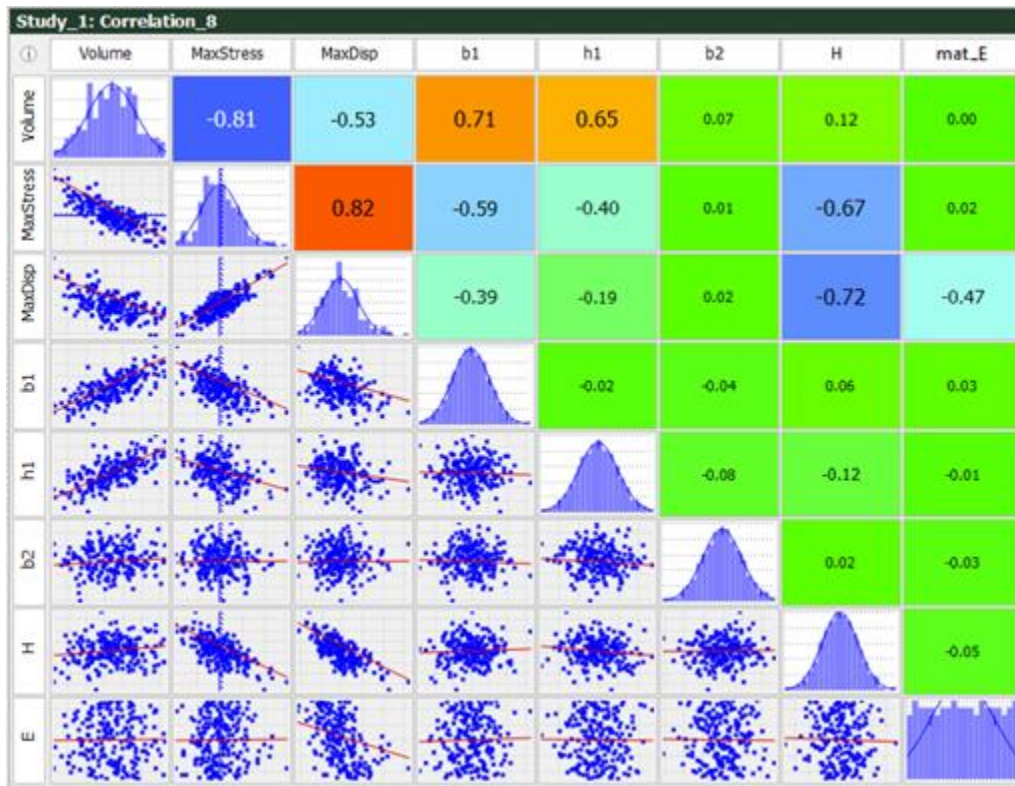 Study_1: Correlation_8
Volume MaxStress MaxDisp b1 h1 b2 H mat_E
Volume -0.81 -0.53 0.71 0.65 0.07 0.12 0.00
MaxStress 0.82 -0.59 -0.40 0.01 -0.67 0.02
MaxDisp -0.39 -0.19 0.02 -0.72 -0.47
b1 -0.02 -0.04 0.06 0.03
h1 -0.08 -0.12 -0.01
b2 0.02 -0.03
H -0.05
E